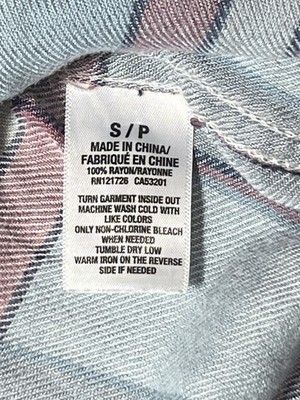 S / P
MADE IN CHINA/
FABRIQUÉ EN CHINE
100% RAYON/RAYONNE
RN121726 CA53201
TURN GARMENT INSIDE OUT
MACHINE WASH COLD WITH
LIKE COLORS
ONLY NON-CHLORINE BLEACH
WHEN NEEDED
TUMBLE DRY LOW
WARM IRON ON THE REVERSE
SIDE IF NEEDED